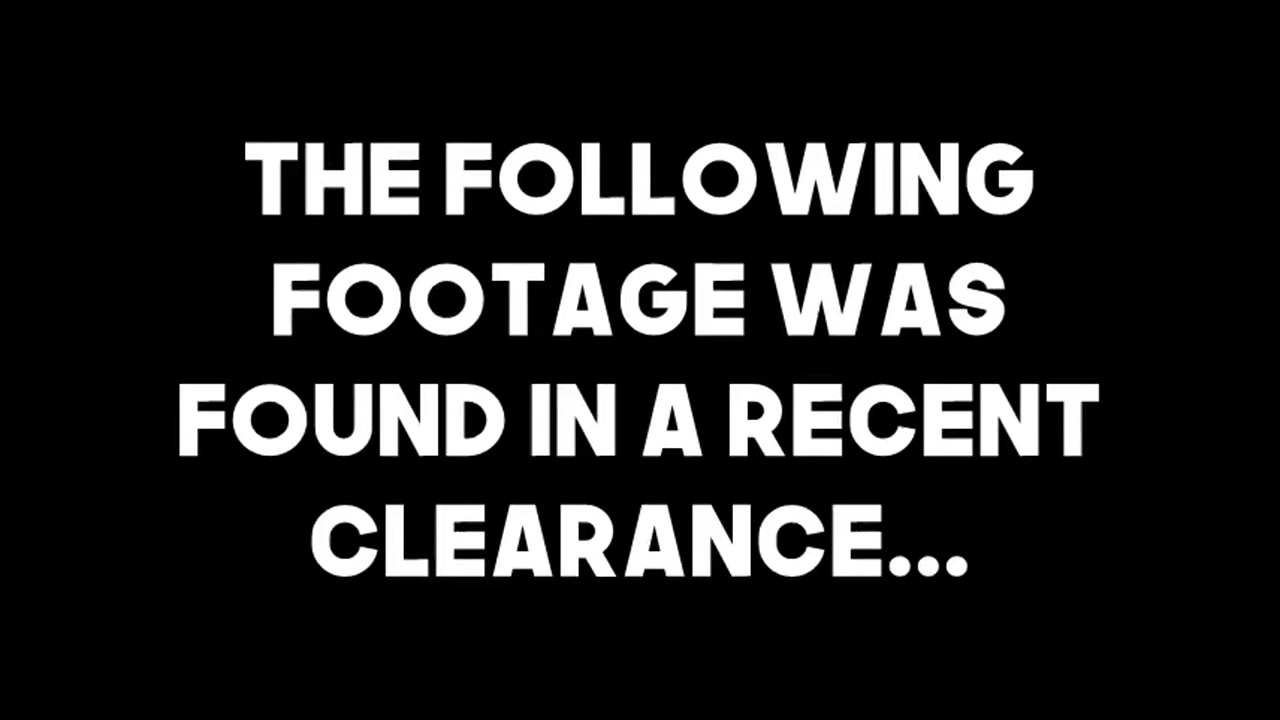 THE FOLLOWING
FOOTAGE WAS
FOUND IN A RECENT
CLEARANCE...